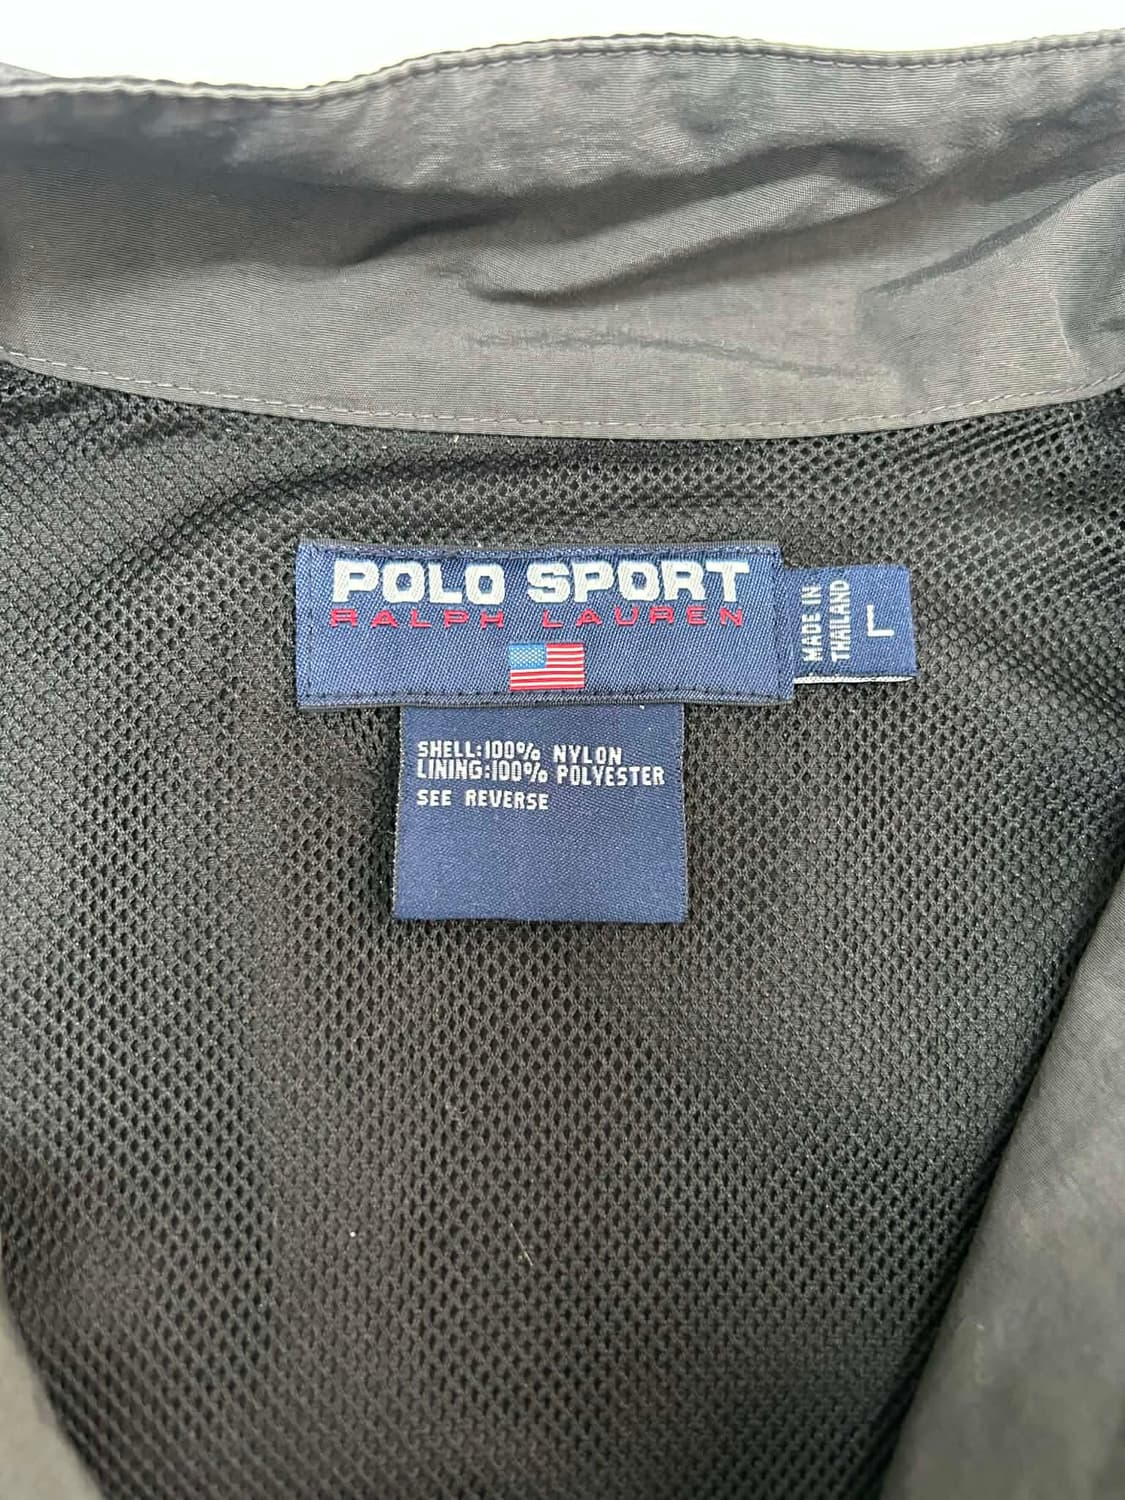 POLO SPORT
RALPH LAUREN
MADE IN
THAILAND
L
SHELL:100% NYLON
LINING:100% POLYESTER
SEE REVERSE